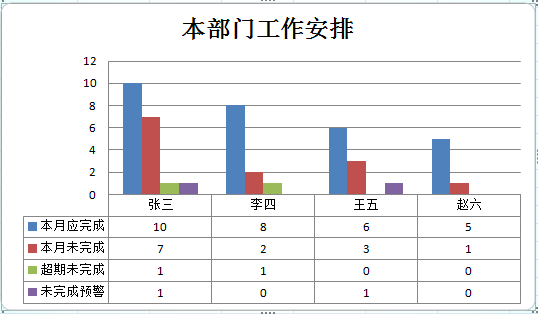 本部门工作安排
12
10
8
6
4
2
0
张三 李四 王五 赵六
本月应完成 10 8 6 5
本月未完成 7 2 3 1
超期未完成 1 1 0 0
未完成预警 1 0 1 0